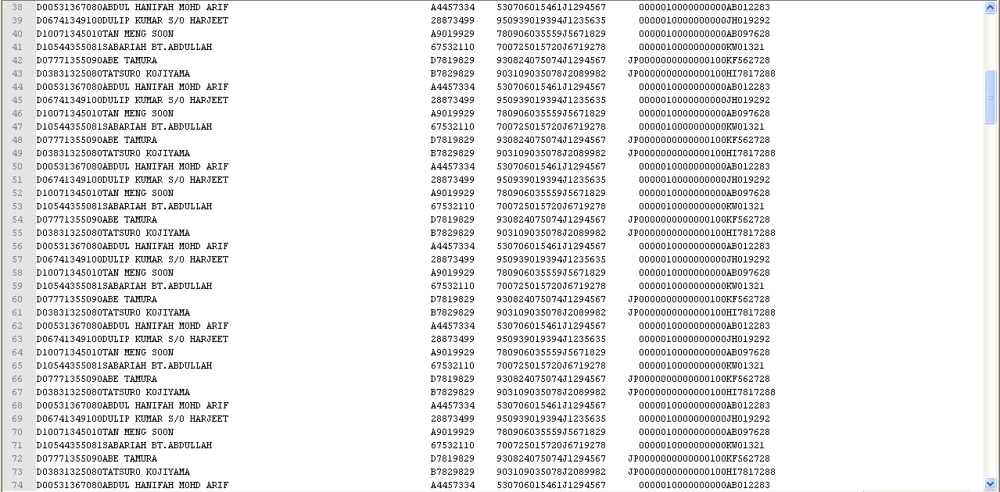 38 D00531367080ABDUL HANIFAH MOHD ARIF A4457334 530706015461J1294567 0000010000000000AB012283
39 D06741349100DULIP KUMAR S/O HARJEET 28873499 950939019394J1235635 0000010000000000JH019292
40 D10071345010TAN MENG SOON A9019929 780906035559J5671829 0000010000000000AB097628
41 D10544355081SABARIAH BT.ABDULLAH 67532110 700725015720J6719278 0000010000000000KW01321
42 D07771355090ABE TAMURA D7819829 930824075074J1294567 JP0000000000000100KF562728
43 D03831325080TATSURO KOJIYAMA B7829829 903109035078J2089982 JP0000000000000100HI7817288
44 D00531367080ABDUL HANIFAH MOHD ARIF A4457334 530706015461J1294567 0000010000000000AB012283
45 D06741349100DULIP KUMAR S/O HARJEET 28873499 950939019394J1235635 0000010000000000JH019292
46 D10071345010TAN MENG SOON A9019929 780906035559J5671829 0000010000000000AB097628
47 D10544355081SABARIAH BT.ABDULLAH 67532110 700725015720J6719278 0000010000000000KW01321
48 D07771355090ABE TAMURA D7819829 930824075074J1294567 JP0000000000000100KF562728
49 D03831325080TATSURO KOJIYAMA B7829829 903109035078J2089982 JP0000000000000100HI7817288
50 D00531367080ABDUL HANIFAH MOHD ARIF A4457334 530706015461J1294567 0000010000000000AB012283
51 D06741349100DULIP KUMAR S/O HARJEET 28873499 950939019394J1235635 0000010000000000JH019292
52 D10071345010TAN MENG SOON A9019929 780906035559J5671829 0000010000000000AB097628
53 D10544355081SABARIAH BT.ABDULLAH 67532110 700725015720J6719278 0000010000000000KW01321
54 D07771355090ABE TAMURA D7819829 930824075074J1294567 JP0000000000000100KF562728
55 D03831325080TATSURO KOJIYAMA B7829829 903109035078J2089982 JP0000000000000100HI7817288
56 D00531367080ABDUL HANIFAH MOHD ARIF A4457334 530706015461J1294567 0000010000000000AB012283
57 D06741349100DULIP KUMAR S/O HARJEET 28873499 950939019394J1235635 0000010000000000JH019292
58 D10071345010TAN MENG SOON A9019929 780906035559J5671829 0000010000000000AB097628
59 D10544355081SABARIAH BT.ABDULLAH 67532110 700725015720J6719278 0000010000000000KW01321
60 D07771355090ABE TAMURA D7819829 930824075074J1294567 JP0000000000000100KF562728
61 D03831325080TATSURO KOJIYAMA B7829829 903109035078J2089982 JP0000000000000100HI7817288
62 D00531367080ABDUL HANIFAH MOHD ARIF A4457334 530706015461J1294567 0000010000000000AB012283
63 D06741349100DULIP KUMAR S/O HARJEET 28873499 950939019394J1235635 0000010000000000JH019292
64 D10071345010TAN MENG SOON A9019929 780906035559J5671829 0000010000000000AB097628
65 D10544355081SABARIAH BT.ABDULLAH 67532110 700725015720J6719278 0000010000000000KW01321
66 D07771355090ABE TAMURA D7819829 930824075074J1294567 JP0000000000000100KF562728
67 D03831325080TATSURO KOJIYAMA B7829829 903109035078J2089982 JP0000000000000100HI7817288
68 D00531367080ABDUL HANIFAH MOHD ARIF A4457334 530706015461J1294567 0000010000000000AB012283
69 D06741349100DULIP KUMAR S/O HARJEET 28873499 950939019394J1235635 0000010000000000JH019292
70 D10071345010TAN MENG SOON A9019929 780906035559J5671829 0000010000000000AB097628
71 D10544355081SABARIAH BT.ABDULLAH 67532110 700725015720J6719278 0000010000000000KW01321
72 D07771355090ABE TAMURA D7819829 930824075074J1294567 JP0000000000000100KF562728
73 D03831325080TATSURO KOJIYAMA B7829829 903109035078J2089982 JP0000000000000100HI7817288
74 D00531367080ABDUL HANIFAH MOHD ARIF A4457334 530706015461J1294567 0000010000000000AB012283